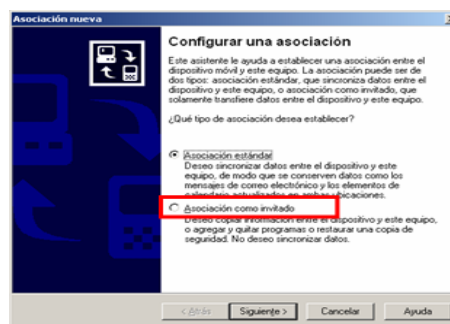 Asociación nueva
Configurar una asociación
Este asistente le ayuda a establecer una asociación entre el
dispositivo móvil y este equipo. La asociación puede ser de
dos tipos: asociación estándar, que sincroniza datos entre el
dispositivo y este equipo, o asociación como invitado, que
solamente transfiere datos entre el dispositivo y este equipo.
¿Qué tipo de asociación desea establecer?
Asociación estándar
Deseo sincronizar datos entre el dispositivo y este
equipo, de modo que se conserven datos como los
mensajes de correo electrónico y los elementos de
calendario actualizados en ambas ubicaciones.
Asociación como invitado
Deseo copiar información entre el dispositivo y este equipo,
o agregar y quitar programas o restaurar una copia de
seguridad. No deseo sincronizar datos.
< Atrás
Siguiente >
Cancelar
Ayuda